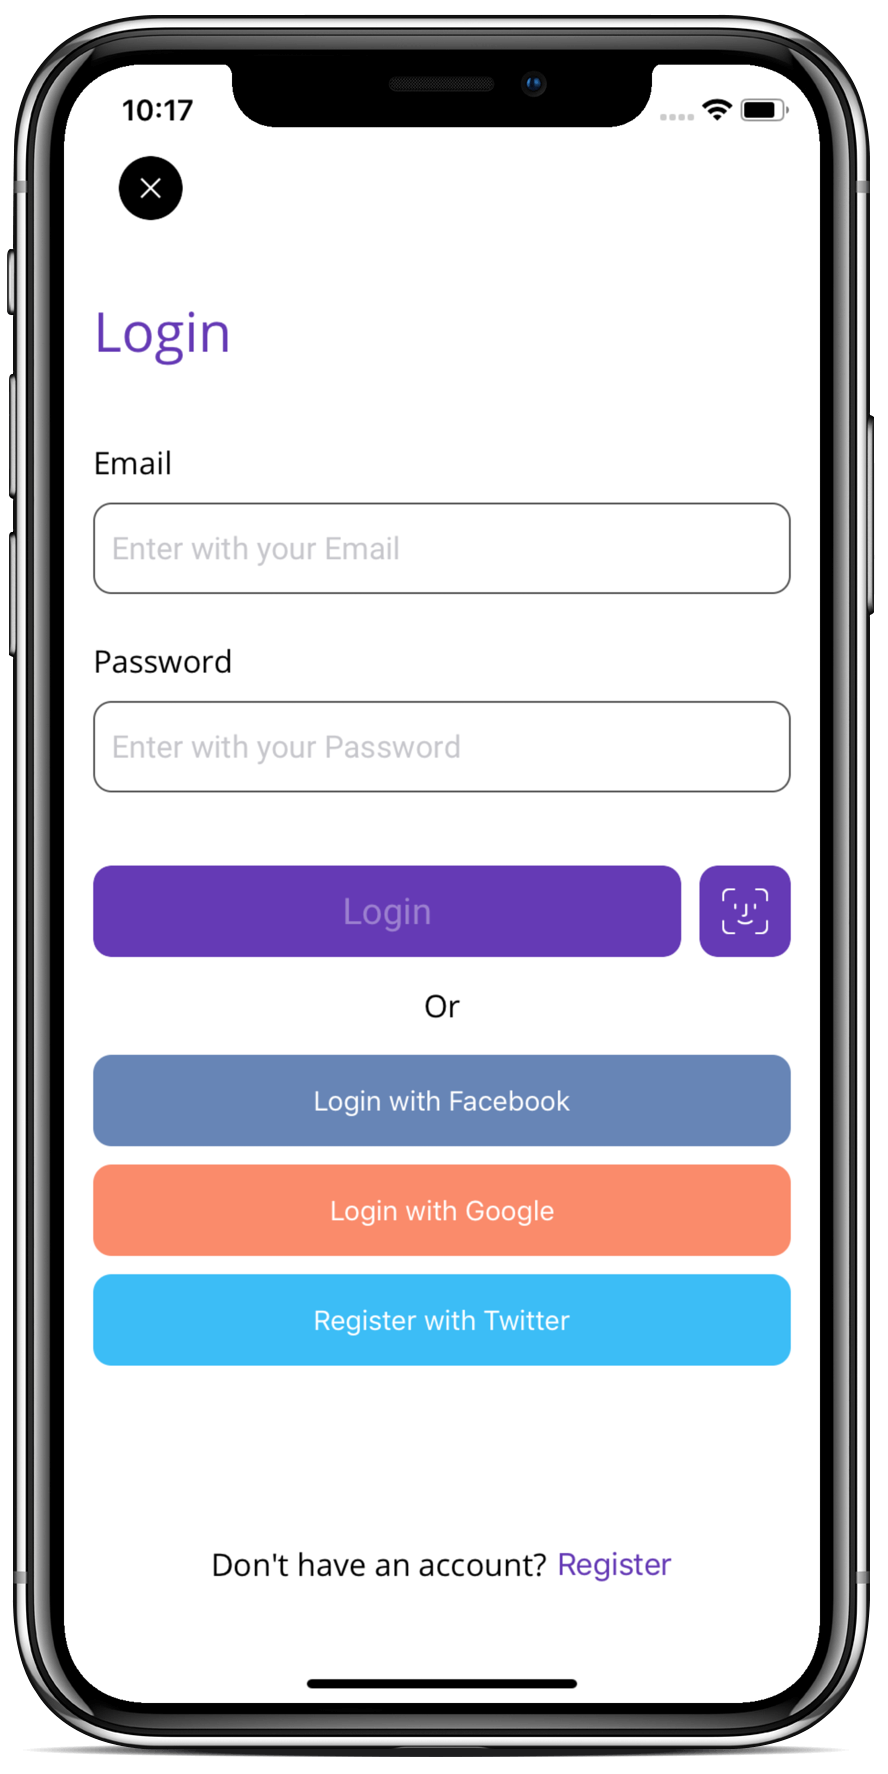 10:17
Login
Email
Enter with your Email
Password
Enter with your Password
Login
Or
Login with Facebook
Login with Google
Register with Twitter
Don't have an account? Register